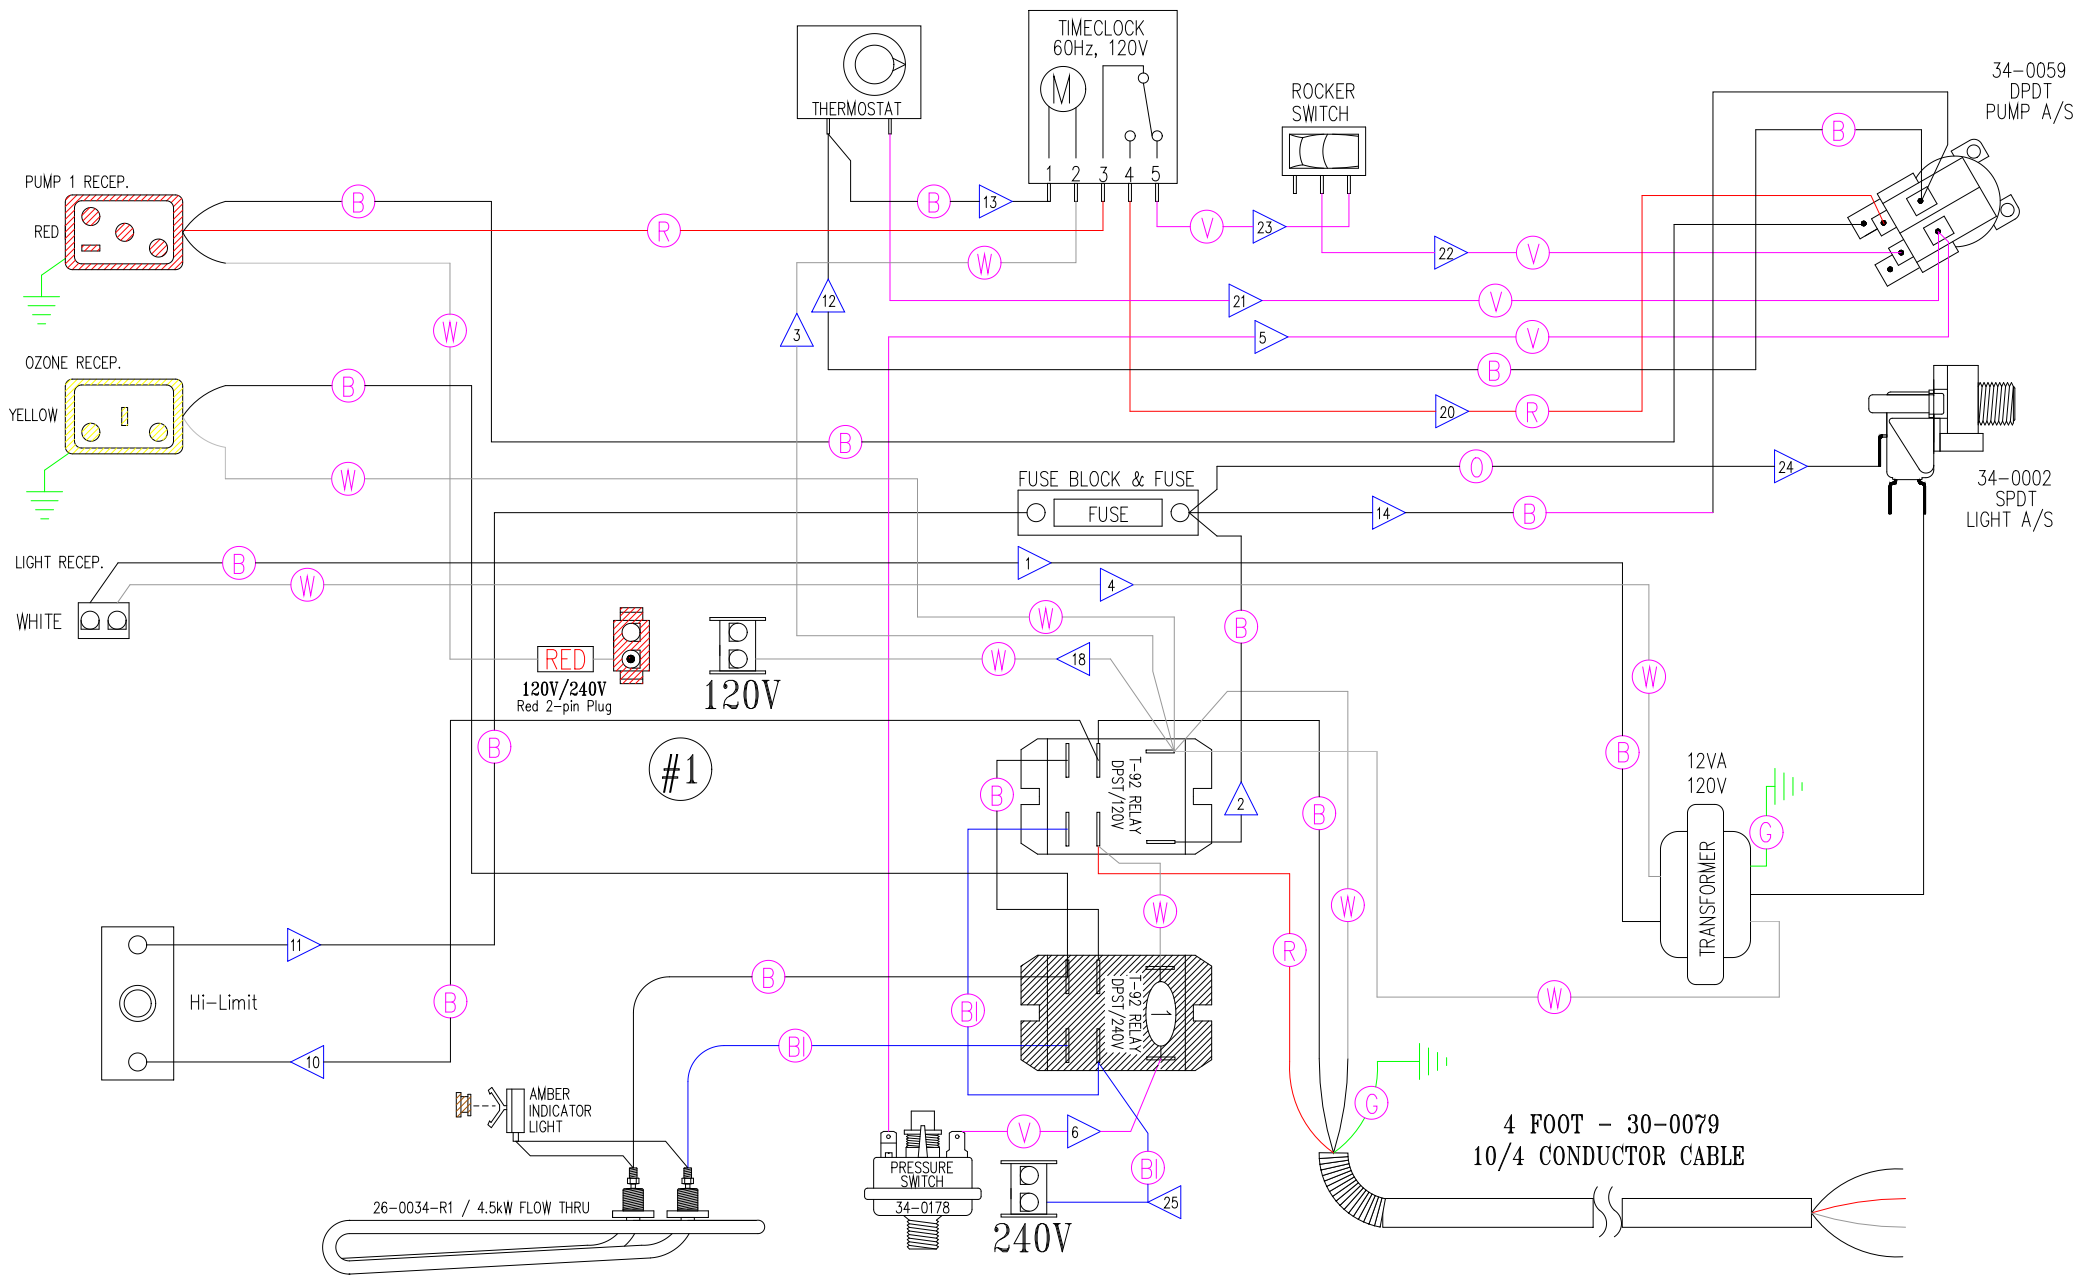 TIMECLOCK
60Hz, 120V
M
1 2 3 4 5
THERMOSTAT
ROCKER
SWITCH
34-0059
DPDT
PUMP A/S
B
PUMP 1 RECEP.
RED
B
B
13
R
V
23
W
22
V
12
21
V
3
W
5
V
OZONE RECEP.
YELLOW
B
B
20
R
B
W
FUSE BLOCK & FUSE
FUSE
O
24
14
B
34-0002
SPDT
LIGHT A/S
LIGHT RECEP.
WHITE
B
W
1
4
W
B
RED
120V/240V
Red 2-pin Plug
120V
W
18
W
B
#1
B
B
T-92 RELAY
DPST/120V
2
B
B
12VA
120V
G
TRANSFORMER
W
W
R
11
Hi-Limit
B
10
B
BI
BI
T-92 RELAY
DPST/240V
1
W
G
AMBER
INDICATOR
LIGHT
V
6
PRESSURE
SWITCH
34-0178
BI
25
240V
26-0034-R1 / 4.5kW FLOW THRU
4 FOOT - 30-0079
10/4 CONDUCTOR CABLE